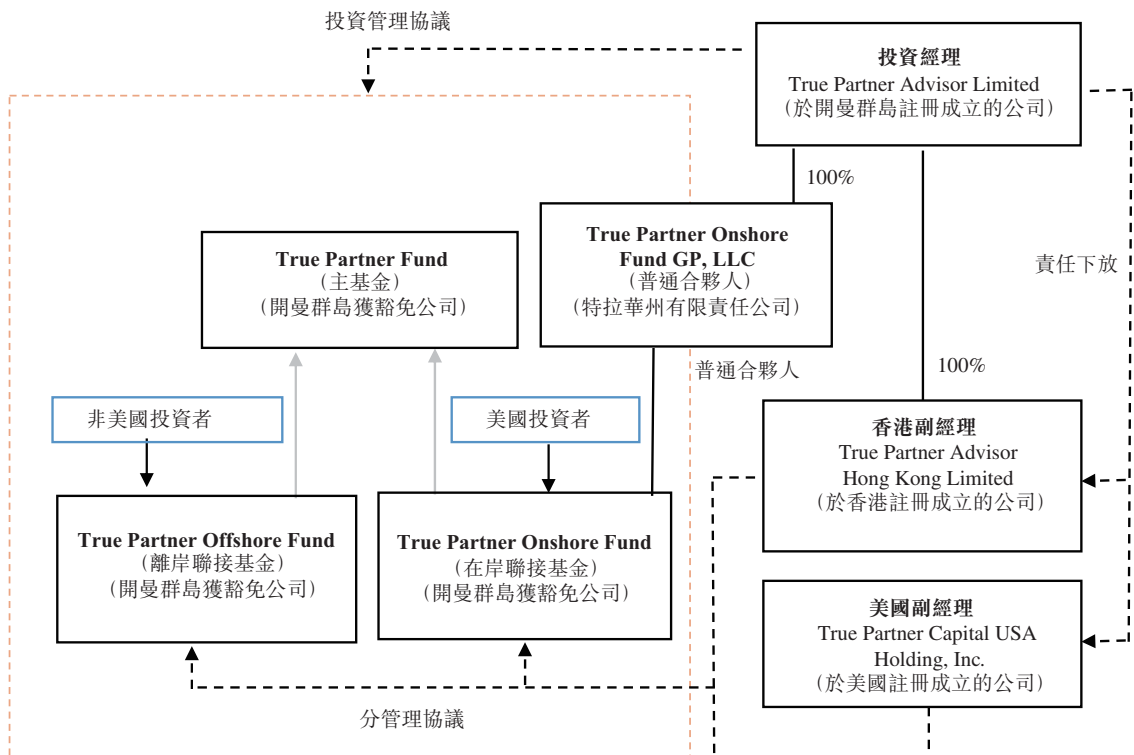 投資管理協議
投資經理
True Partner Advisor Limited
(於開曼群島註冊成立的公司)
100%
True Partner Fund
(主基金)
(開曼群島獲豁免公司)
True Partner Onshore
Fund GP, LLC
(普通合夥人)
(特拉華州有限責任公司)
責任下放
普通合夥人
100%
非美國投資者
美國投資者
香港副經理
True Partner Advisor
Hong Kong Limited
(於香港註冊成立的公司)
True Partner Offshore Fund
(離岸聯接基金)
(開曼群島獲豁免公司)
True Partner Onshore Fund
(在岸聯接基金)
(開曼群島獲豁免公司)
美國副經理
True Partner Capital USA
Holding, Inc.
(於美國註冊成立的公司)
分管理協議